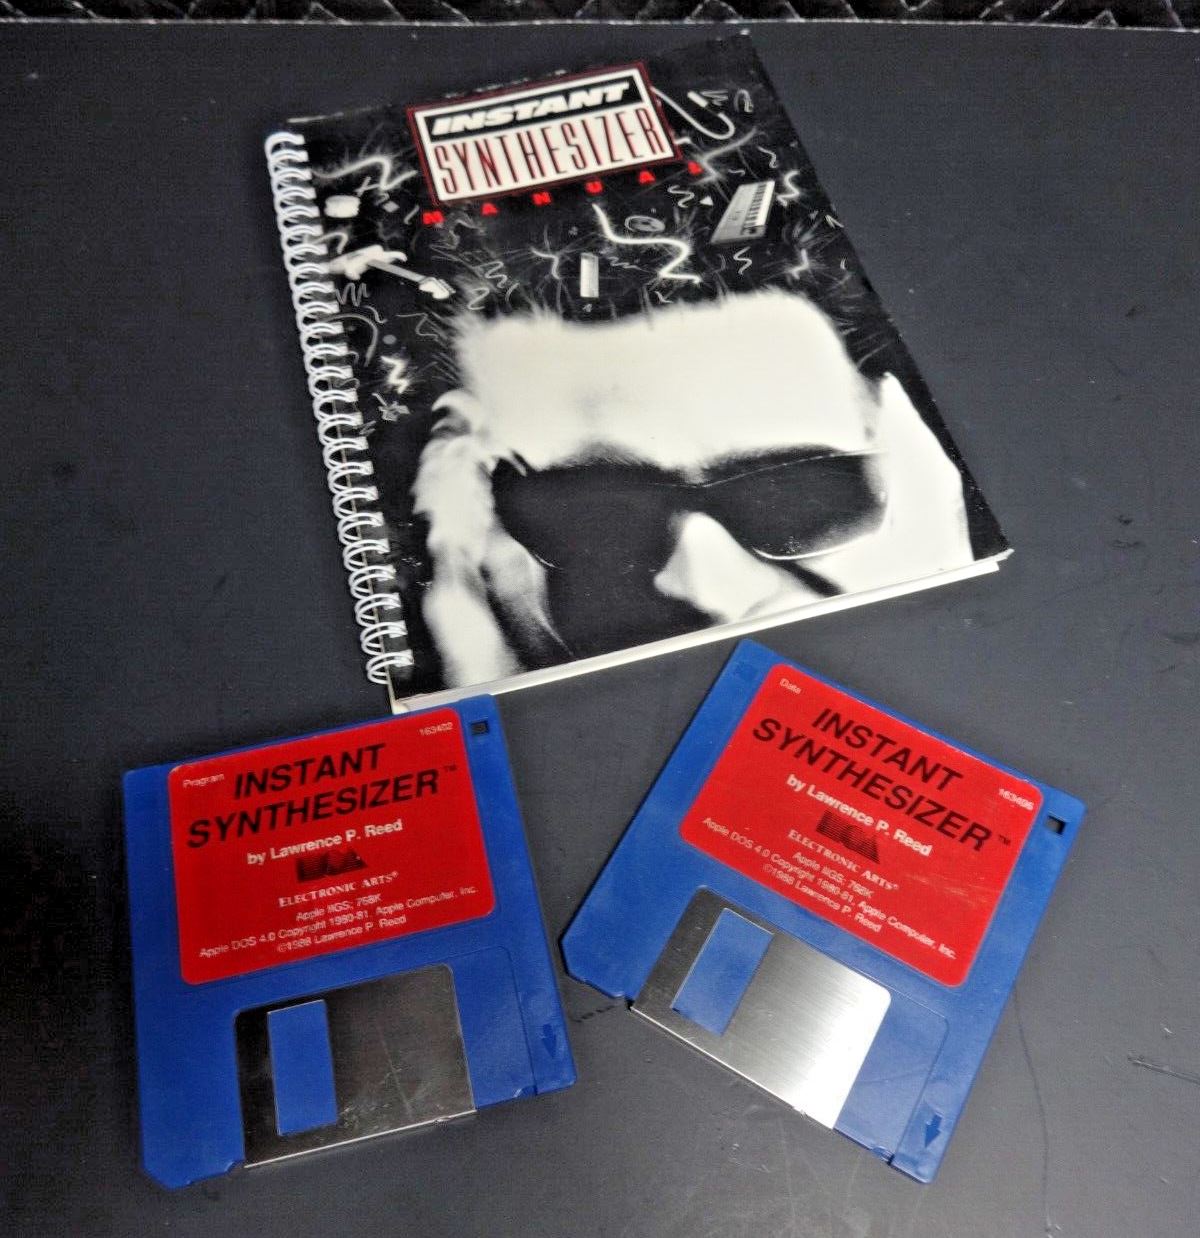 INSTANT
SYNTHESIZER
MANUAL
Program
163402
INSTANT
SYNTHESIZER™
by Lawrence P. Reed
ELECTRONIC ARTS®
Apple IIGS; 768K
Apple DOS 4.0 Copyright 1980-81, Apple Computer, Inc.
©1988 Lawrence P. Reed
Data
163496
INSTANT
SYNTHESIZER™
by Lawrence P. Reed
ELECTRONIC ARTS®
Apple IIGS; 768K
Apple DOS 4.0 Copyright 1980-81, Apple Computer, Inc.
©1988 Lawrence P. Reed